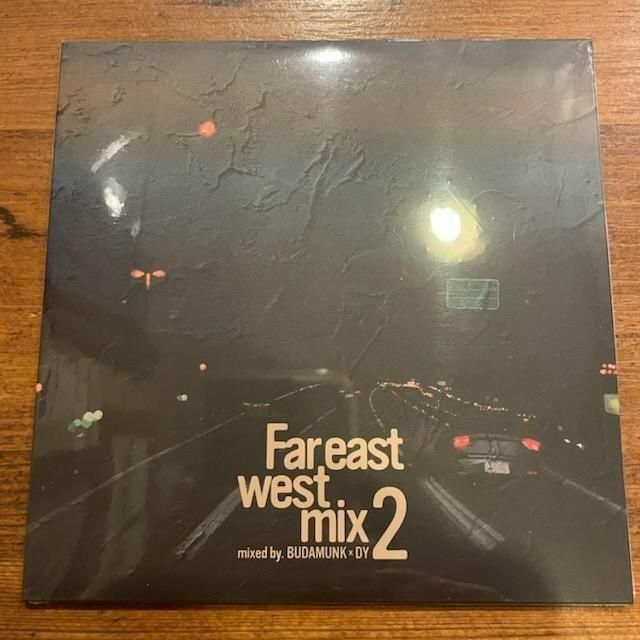 Far east
west
mix 2
mixed by. BUDAMUNK × DY